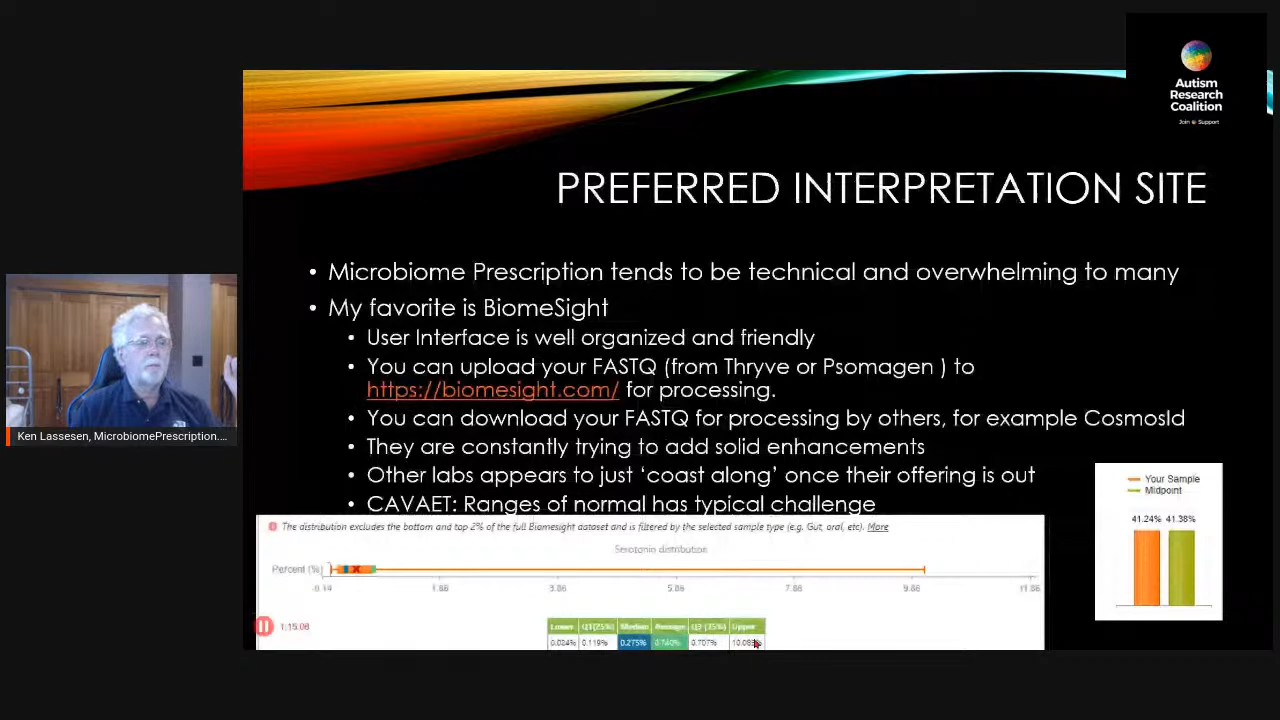 Autism
Research
Coalition
Join Support
PREFERRED INTERPRETATION SITE
• Microbiome Prescription tends to be technical and overwhelming to many
• My favorite is BiomeSight
• User Interface is well organized and friendly
• You can upload your FASTQ (from Thryve or Psomagen ) to
https://biomesight.com/ for processing.
• You can download your FASTQ for processing by others, for example CosmosId
• They are constantly trying to add solid enhancements
• Other labs appears to just ‘coast along’ once their offering is out
• CAVAET: Ranges of normal has typical challenge
Ken Lassesen, MicrobiomePrescription....
Your Sample
Midpoint
41.24% 41.38%
The distribution excludes the bottom and top 2% of the full Biomesight dataset and is filtered by the selected sample type (e.g. Gut, oral, etc). More
Serotonin distribution
Percent (%)
-0.14 1.86 3.86 5.86 7.86 9.86 11.86
1:15:08
Lower Q1(25%) Median Average Q3 (75%) Upper
0.024% 0.119% 0.275% 0.740% 0.707%